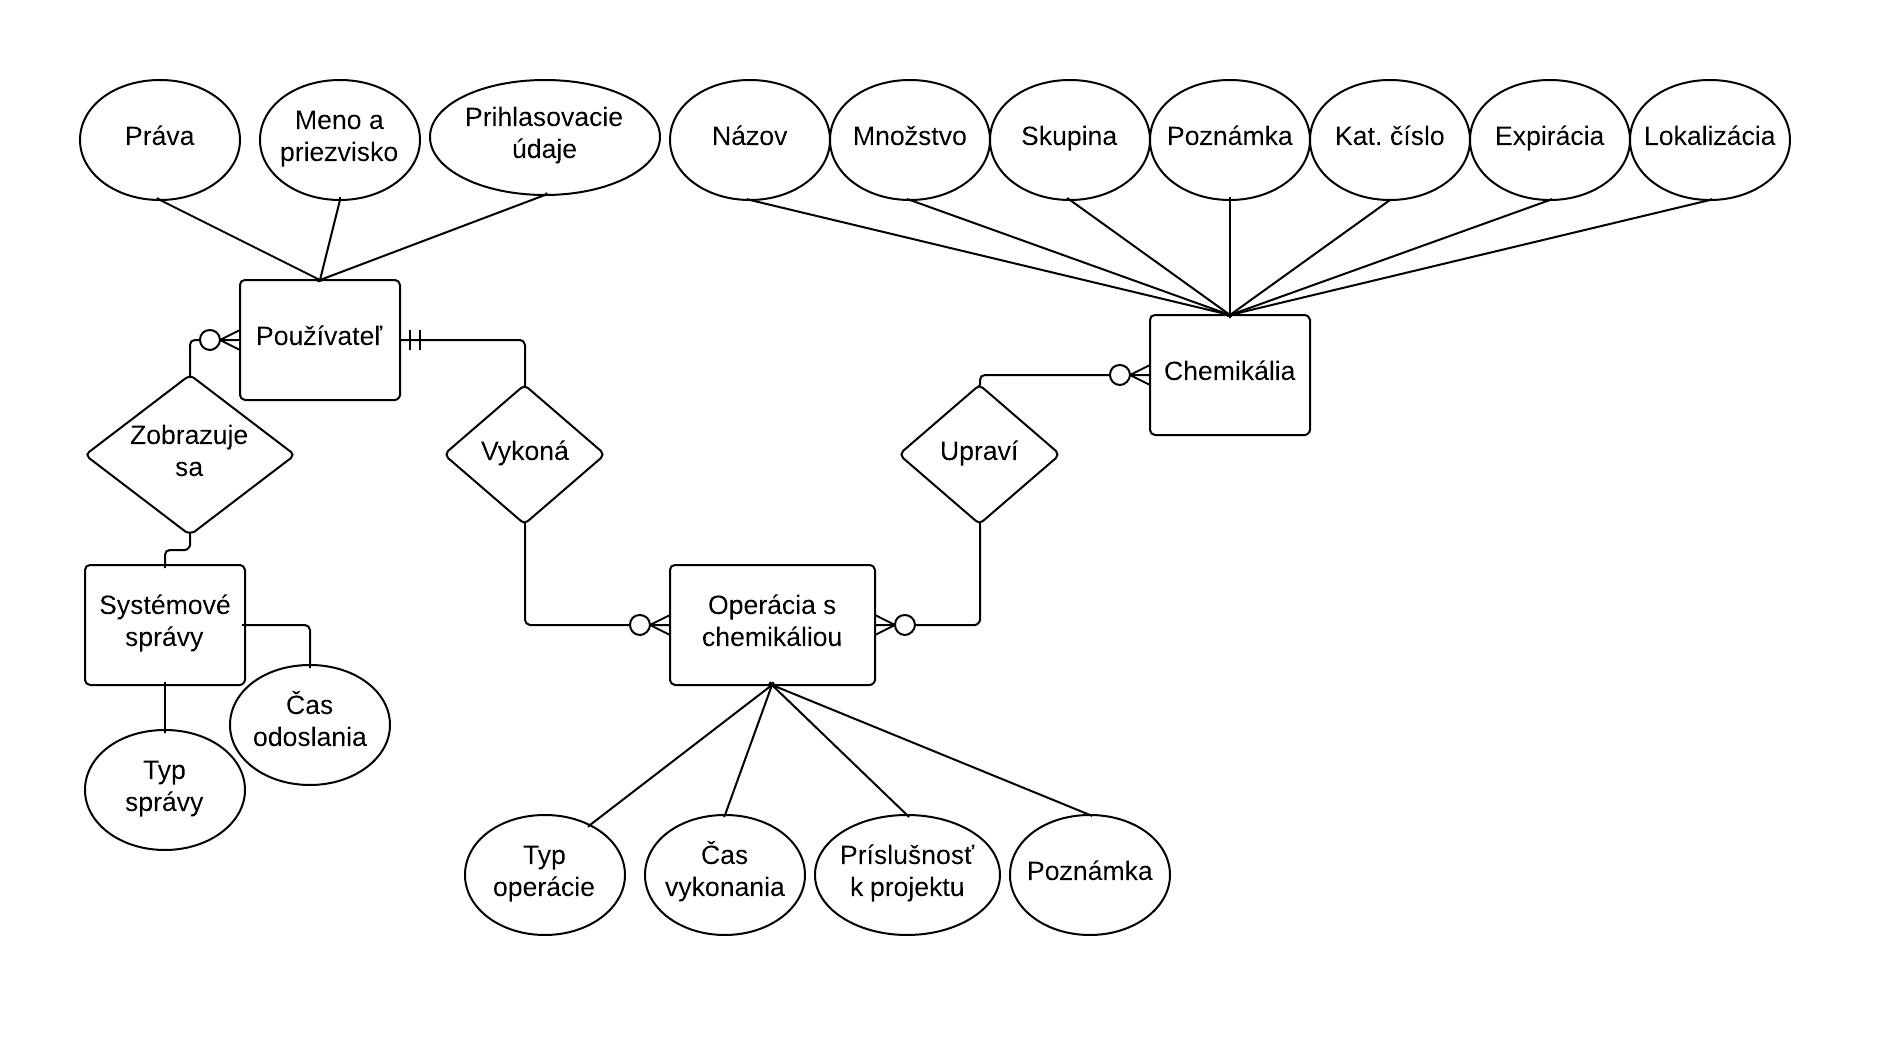 Práva
Meno a
priezvisko
Prihlasovacie
údaje
Názov
Množstvo
Skupina
Poznámka
Kat. číslo
Expirácia
Lokalizácia
Používateľ
Chemikália
Zobrazuje
sa
Vykoná
Upraví
Systémové
správy
Operácia s
chemikáliou
Čas
odoslania
Typ
správy
Typ
operácie
Čas
vykonania
Príslušnosť
k projektu
Poznámka